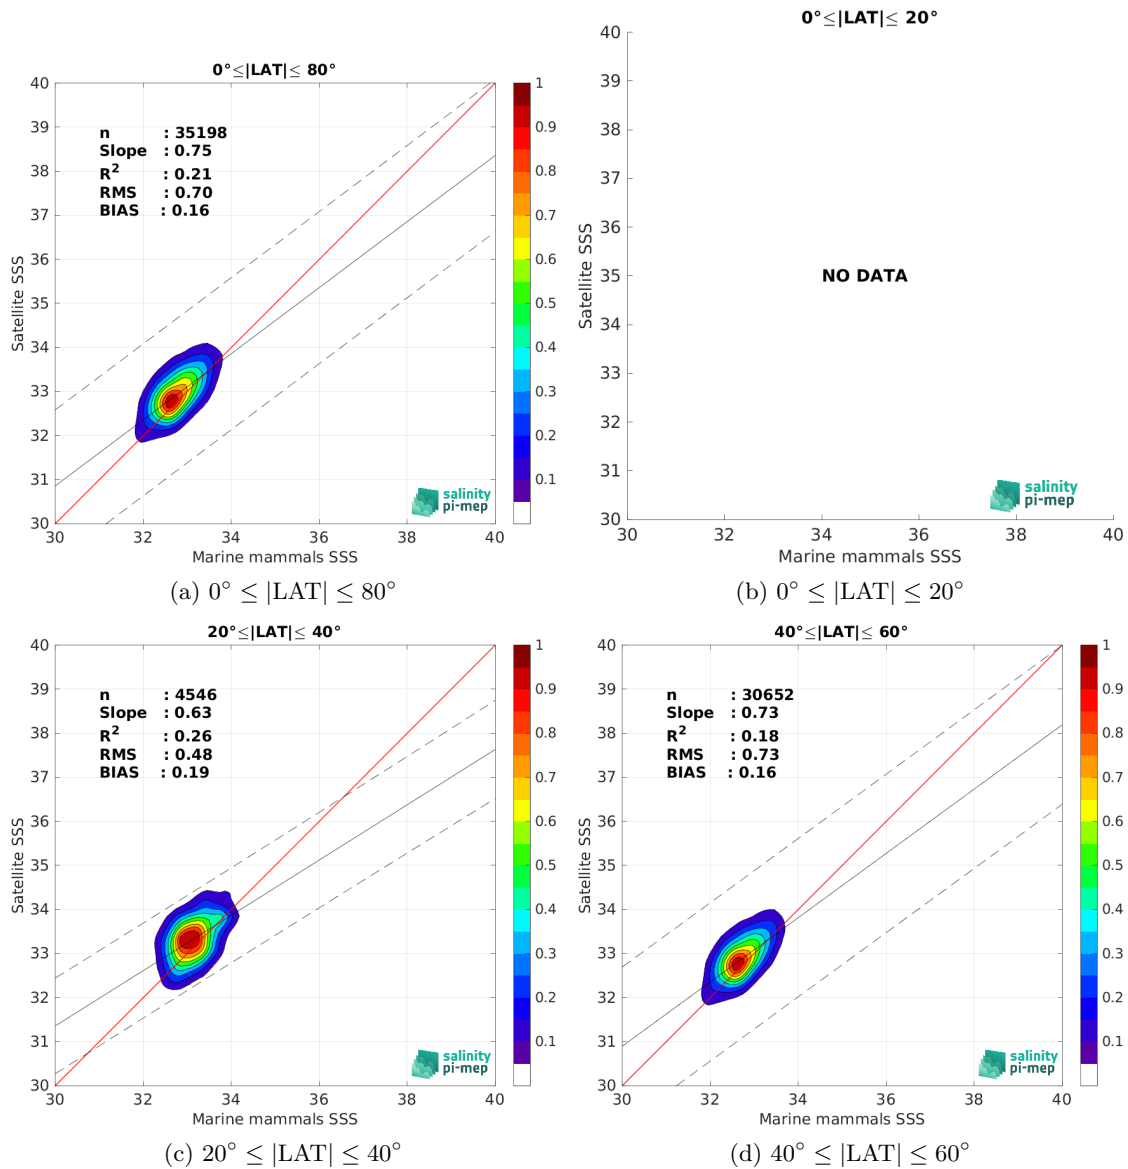 0°≤|LAT|≤ 80°
40
39
38
37
36
35
34
33
32
31
30
Satellite SSS
n : 35198
Slope : 0.75
R² : 0.21
RMS : 0.70
BIAS : 0.16
salinity
pi-mep
30 32 34 36 38 40
Marine mammals SSS
1
0.9
0.8
0.7
0.6
0.5
0.4
0.3
0.2
0.1
(a) 0° ≤ |LAT| ≤ 80°
0°≤|LAT|≤ 20°
40
39
38
37
36
35
34
33
32
31
30
Satellite SSS
NO DATA
salinity
pi-mep
30 32 34 36 38 40
Marine mammals SSS
(b) 0° ≤ |LAT| ≤ 20°
20°≤|LAT|≤ 40°
40
39
38
37
36
35
34
33
32
31
30
Satellite SSS
n : 4546
Slope : 0.63
R² : 0.26
RMS : 0.48
BIAS : 0.19
salinity
pi-mep
30 32 34 36 38 40
Marine mammals SSS
1
0.9
0.8
0.7
0.6
0.5
0.4
0.3
0.2
0.1
(c) 20° ≤ |LAT| ≤ 40°
40°≤|LAT|≤ 60°
40
39
38
37
36
35
34
33
32
31
30
Satellite SSS
n : 30652
Slope : 0.73
R² : 0.18
RMS : 0.73
BIAS : 0.16
salinity
pi-mep
30 32 34 36 38 40
Marine mammals SSS
1
0.9
0.8
0.7
0.6
0.5
0.4
0.3
0.2
0.1
(d) 40° ≤ |LAT| ≤ 60°